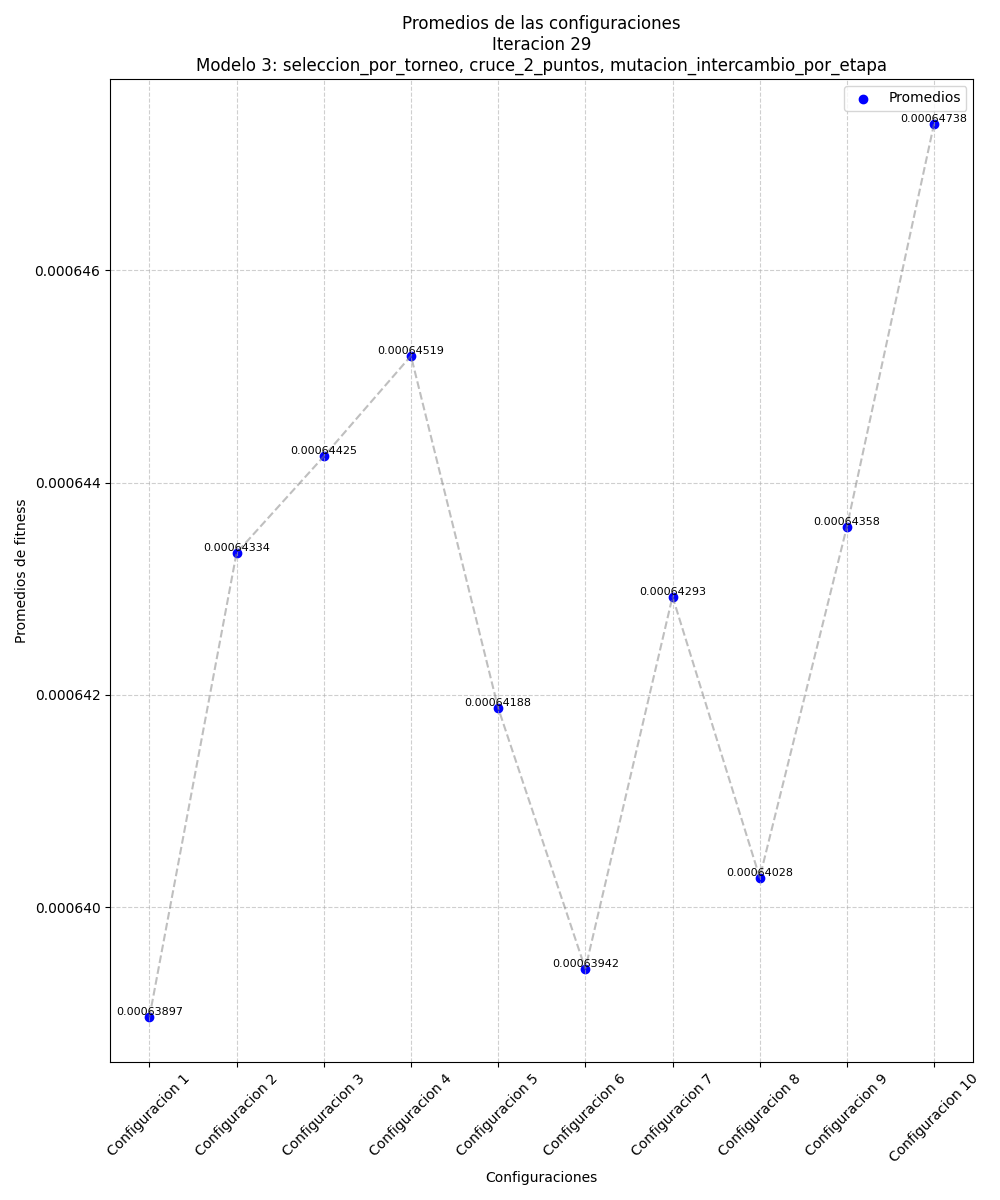 Promedios de las configuraciones
Iteracion 29
Modelo 3: seleccion_por_torneo, cruce_2_puntos, mutacion_intercambio_por_etapa
Promedios
0.00064738
0.000646
0.00064519
0.00064425
0.000644
0.00064358
0.00064334
0.00064293
0.000642
0.00064188
0.00064028
0.000640
0.00063942
0.00063897
Promedios de fitness
Configuracion 1
Configuracion 2
Configuracion 3
Configuracion 4
Configuracion 5
Configuracion 6
Configuracion 7
Configuracion 8
Configuracion 9
Configuracion 10
Configuraciones